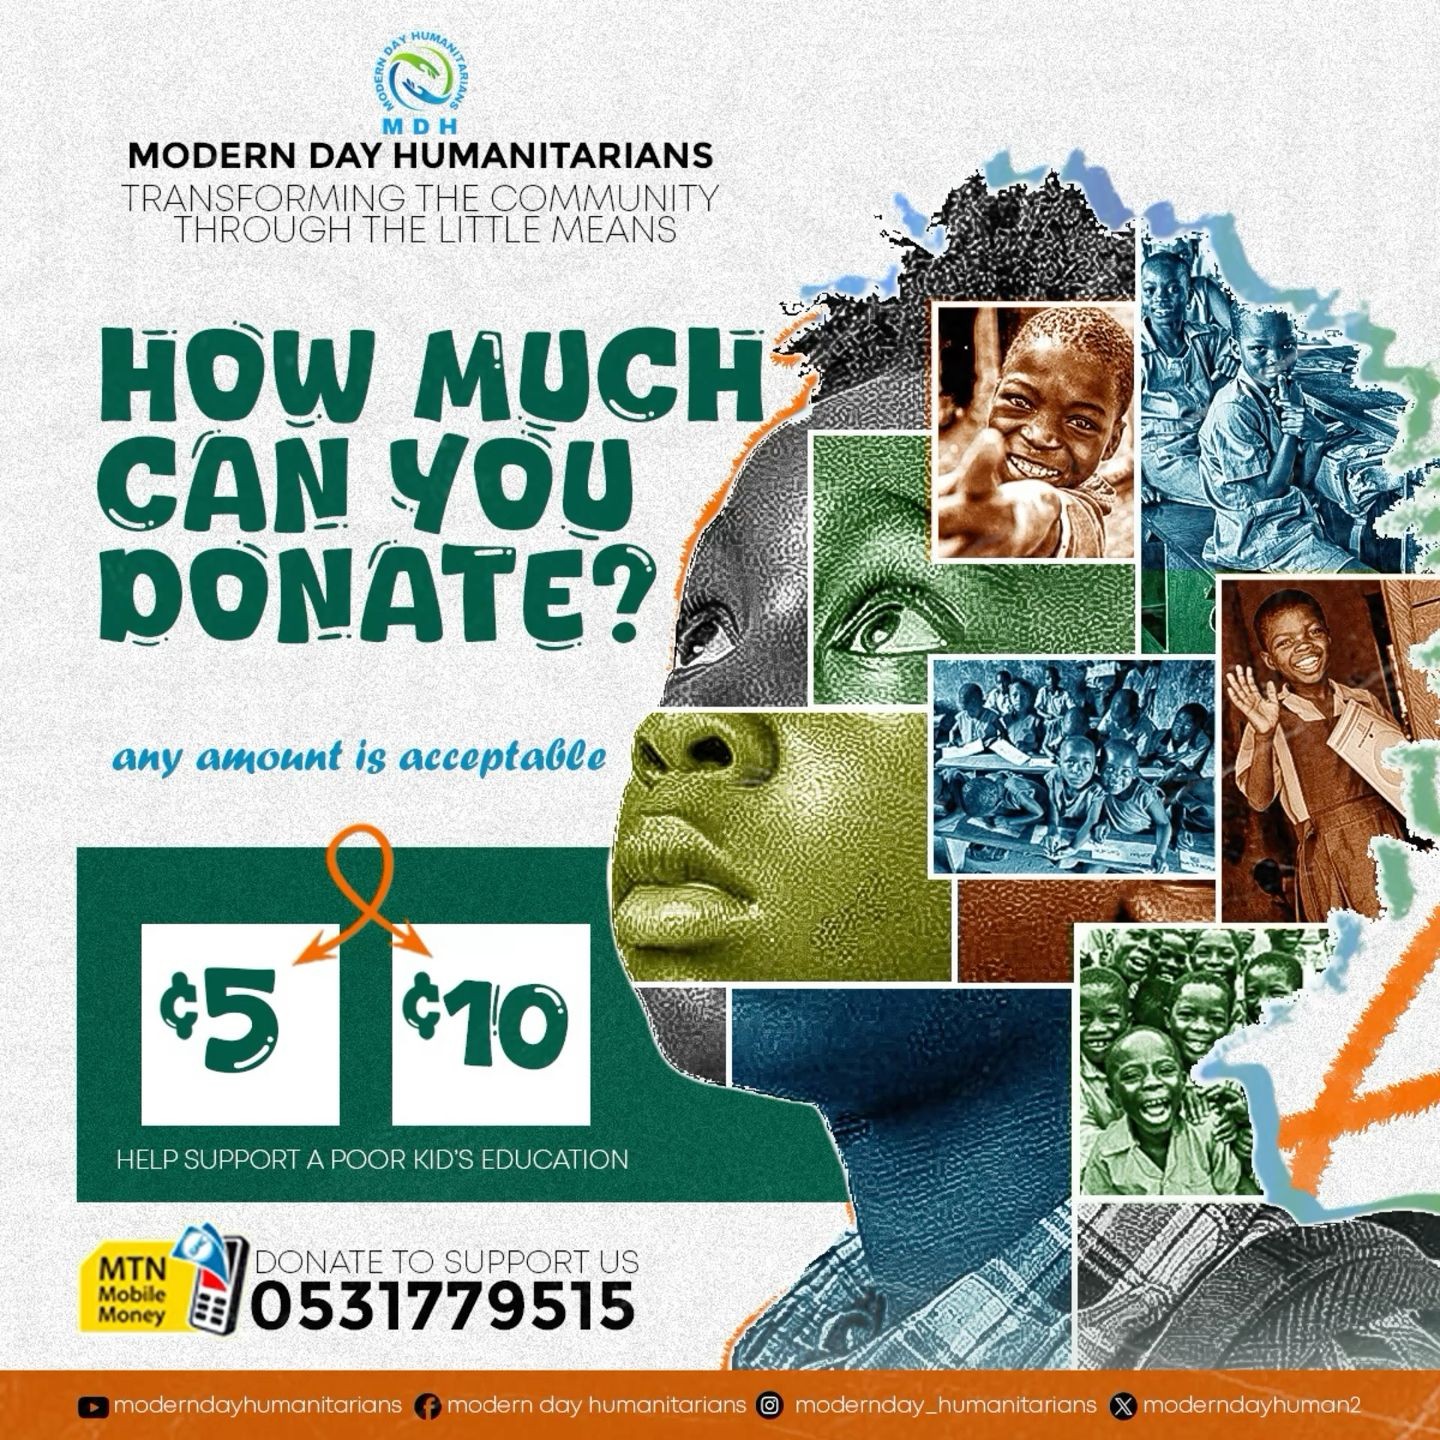 MODERN DAY HUMANITARIANS
MDH
MODERN DAY HUMANITARIANS
TRANSFORMING THE COMMUNITY
THROUGH THE LITTLE MEANS
HOW MUCH
CAN YOU
DONATE?
any amount is acceptable
¢5 ¢10
HELP SUPPORT A POOR KID'S EDUCATION
MTN
Mobile
Money
DONATE TO SUPPORT US
0531779515
moderndayhumanitarians modern day humanitarians modernday_humanitarians moderndayhuman2